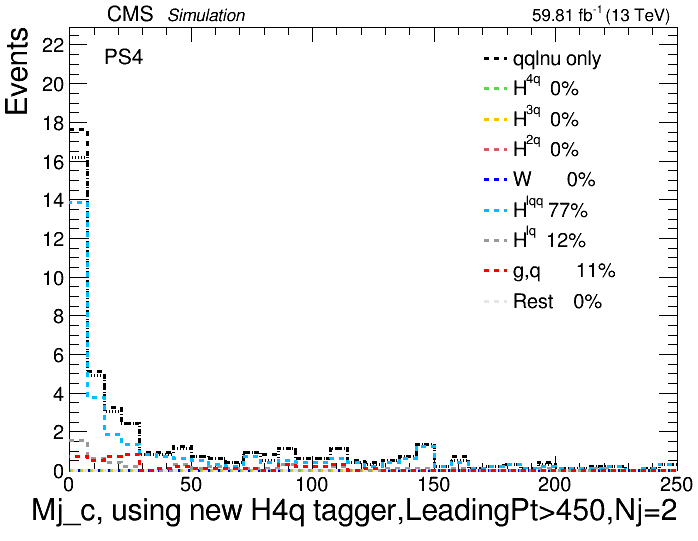 CMS Simulation 59.81 fb-1 (13 TeV)
Events
PS4
qqlnu only
H4q 0%
H3q 0%
H2q 0%
W 0%
Hlqq 77%
Hlq 12%
g,q 11%
Rest 0%
22
20
18
16
14
12
10
8
6
4
2
0
0 50 100 150 200 250
Mj_c, using new H4q tagger,LeadingPt>450,Nj=2